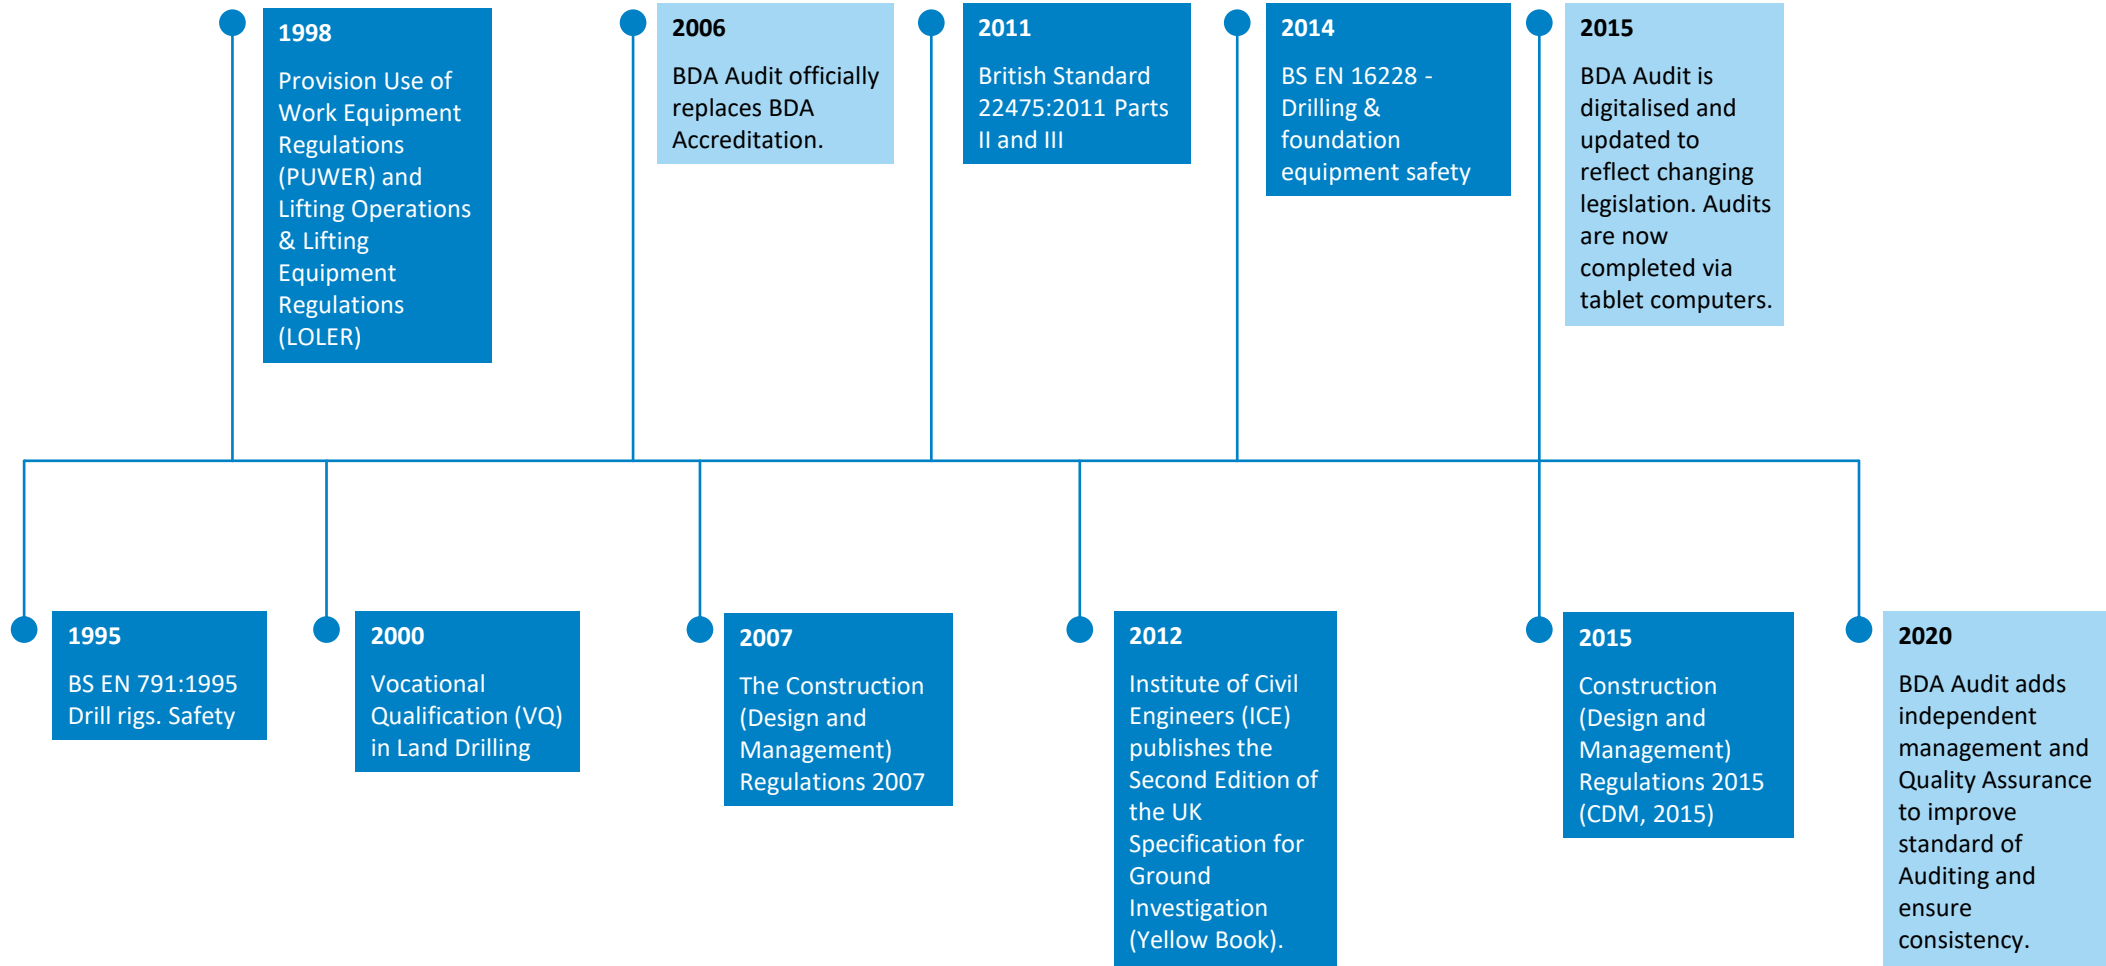 1998
Provision Use of
Work Equipment
Regulations
(PUWER) and
Lifting Operations
& Lifting
Equipment
Regulations
(LOLER)
2006
BDA Audit officially
replaces BDA
Accreditation.
2011
British Standard
22475:2011 Parts
II and III
2014
BS EN 16228 -
Drilling &
foundation
equipment safety
2015
BDA Audit is
digitalised and
updated to
reflect changing
legislation. Audits
are now
completed via
tablet computers.
1995
BS EN 791:1995
Drill rigs. Safety
2000
Vocational
Qualification (VQ)
in Land Drilling
2007
The Construction
(Design and
Management)
Regulations 2007
2012
Institute of Civil
Engineers (ICE)
publishes the
Second Edition of
the UK
Specification for
Ground
Investigation
(Yellow Book).
2015
Construction
(Design and
Management)
Regulations 2015
(CDM, 2015)
2020
BDA Audit adds
independent
management and
Quality Assurance
to improve
standard of
Auditing and
ensure
consistency.